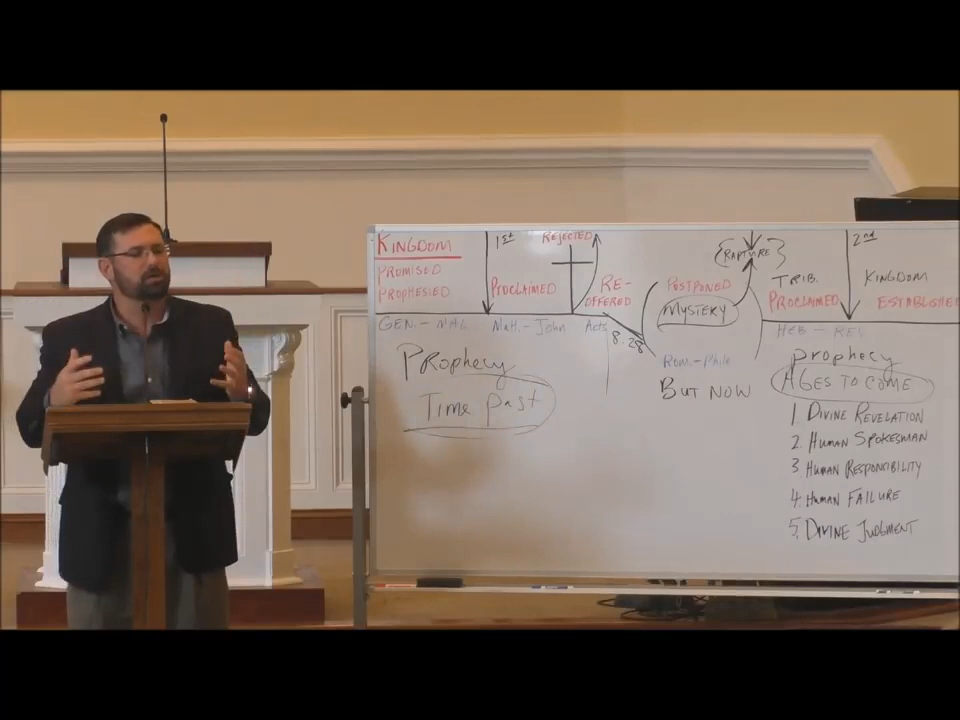 KINGDOM
PROMISED
PROPHESIED
1st
PROCLAIMED
REJECTED
RE-
OFFERED
POSTPONED
MYSTERY
{RAPTURE}
TRIB.
PROCLAIMED
2nd
KINGDOM
ESTABLISHED
GEN.- MAL
Matt.- John
Acts
8.28
Rom.-Phile
HEB - REV
Prophecy
Time Past
BUT NOW
prophecy
AGES TO COME
1. DIVINE REVELATION
2. HUMAN SPOKESMAN
3. HUMAN RESPONSIBILITY
4. HUMAN FAILURE
5. DIVINE JUDGMENT